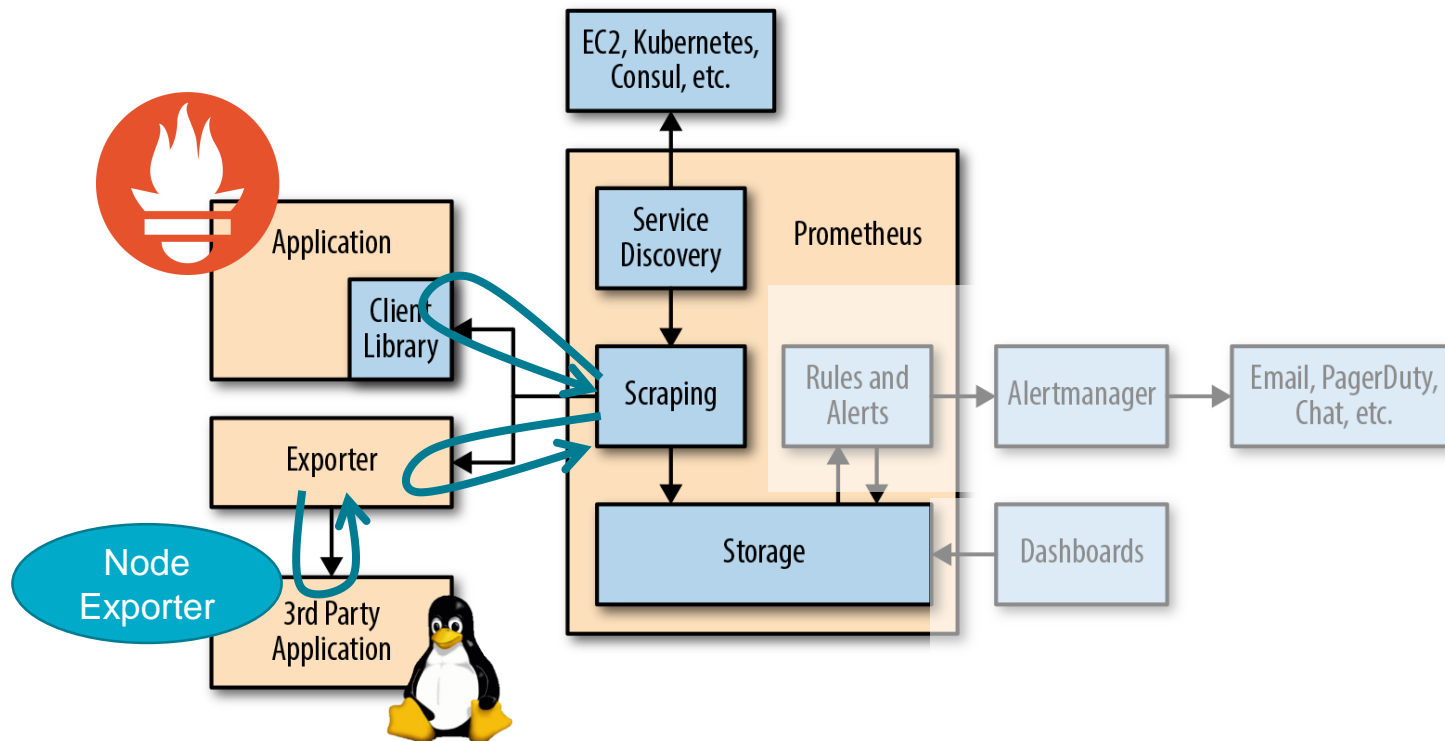 EC2, Kubernetes,
Consul, etc.
Application
Client
Library
Service
Discovery
Prometheus
Scraping
Rules and
Alerts
Alertmanager
Email, PagerDuty,
Chat, etc.
Exporter
Storage
Dashboards
Node
Exporter
3rd Party
Application